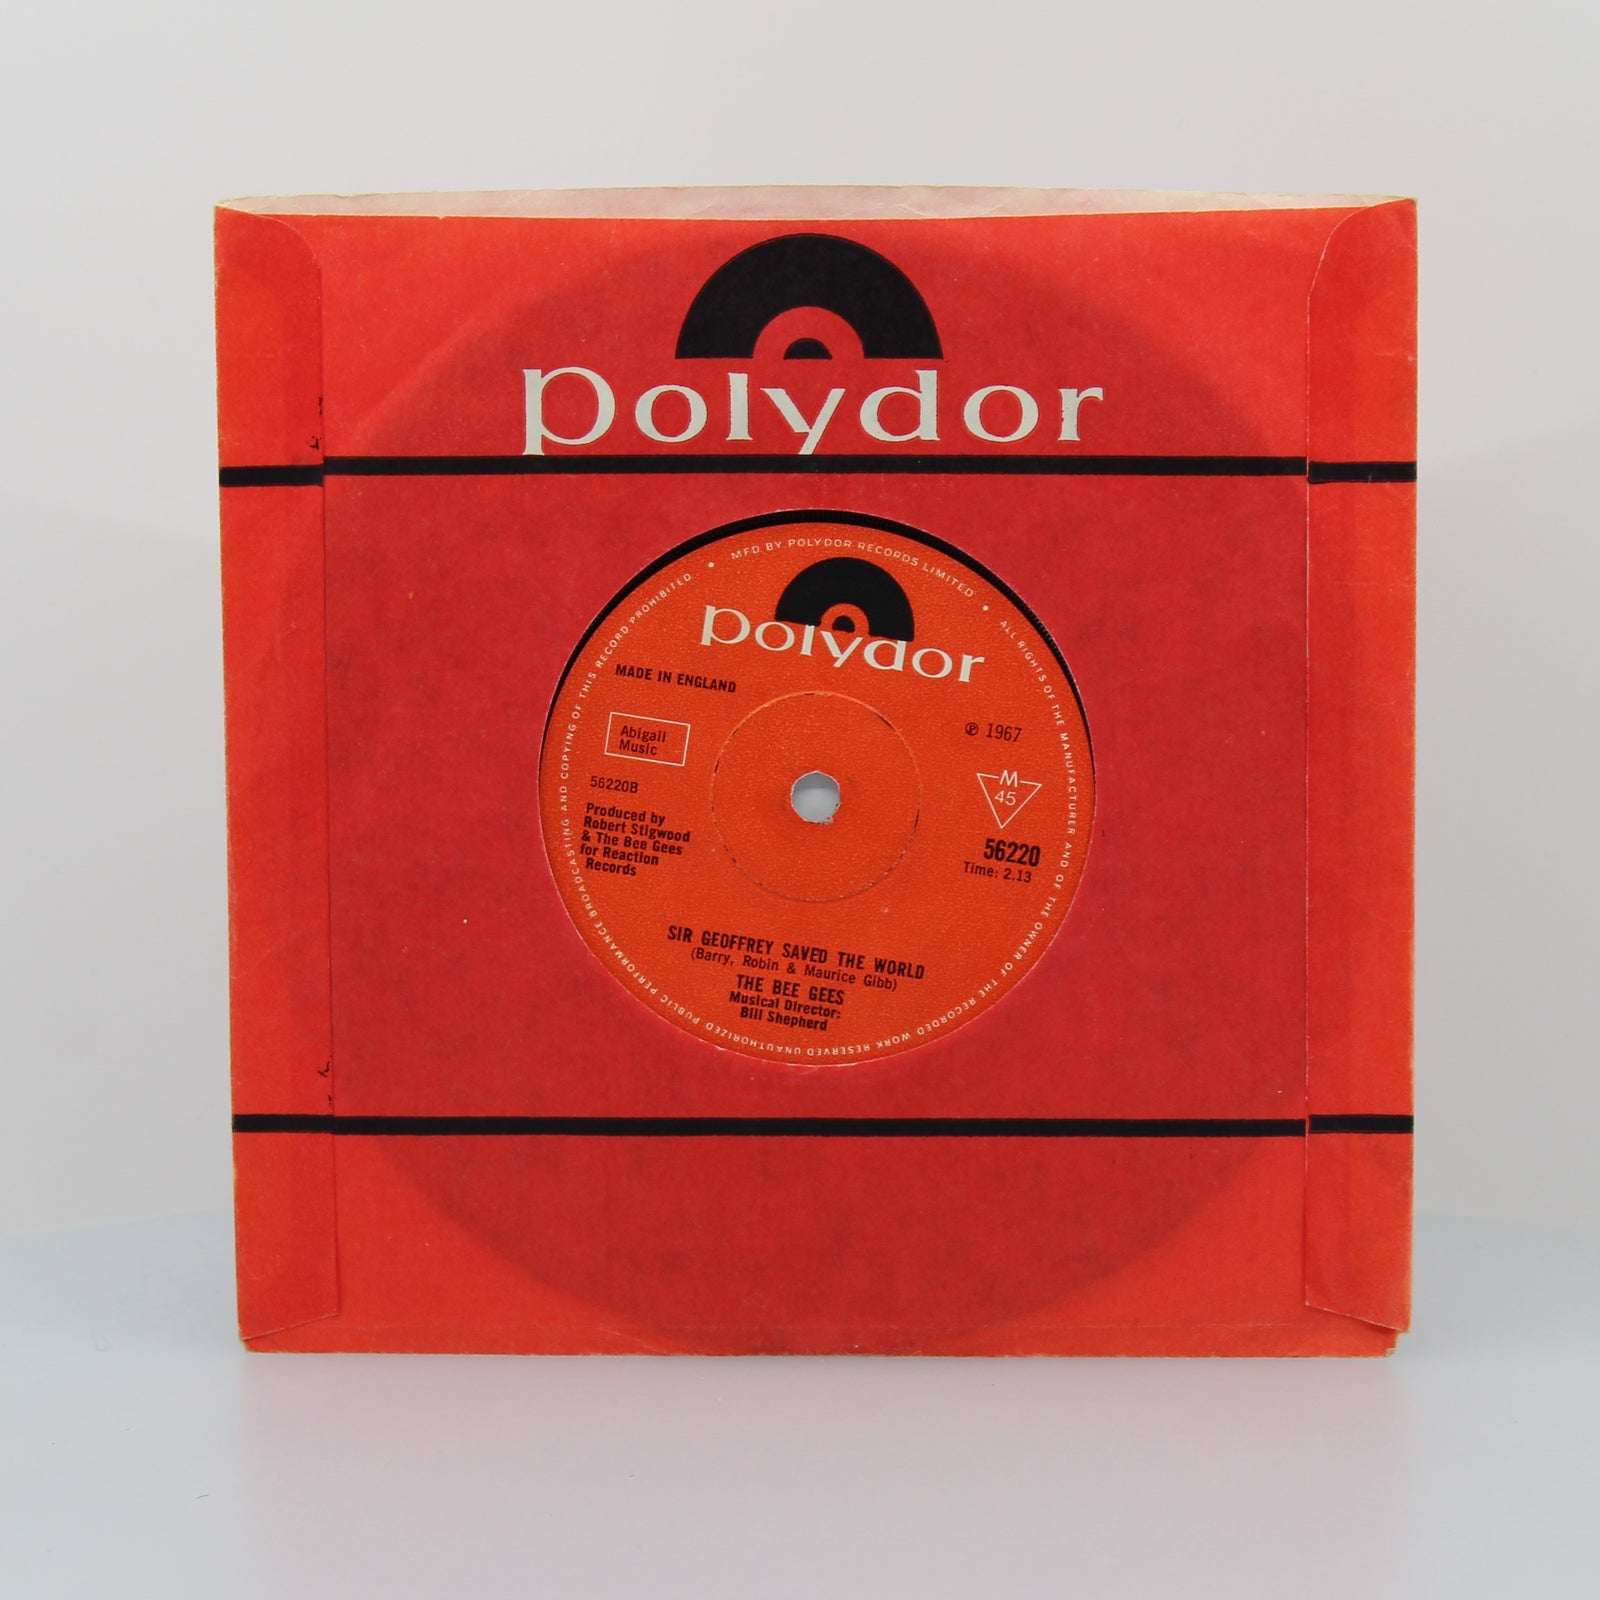 polydor
MFD BY POLYDOR RECORDS LIMITED • ALL RIGHTS OF THE MANUFACTURER AND OF THE OWNER OF THE RECORDED WORK RESERVED UNAUTHORIZED PUBLIC PERFORMANCE BROADCASTING AND COPYING OF THIS RECORD PROHIBITED •
polydor
MADE IN ENGLAND
Abigail
Music
℗ 1967
M
45
56220B
56220
Time: 2.13
Produced by
Robert Stigwood
& The Bee Gees
for Reaction
Records
SIR GEOFFREY SAVED THE WORLD
(Barry, Robin & Maurice Gibb)
THE BEE GEES
Musical Director:
Bill Shepherd